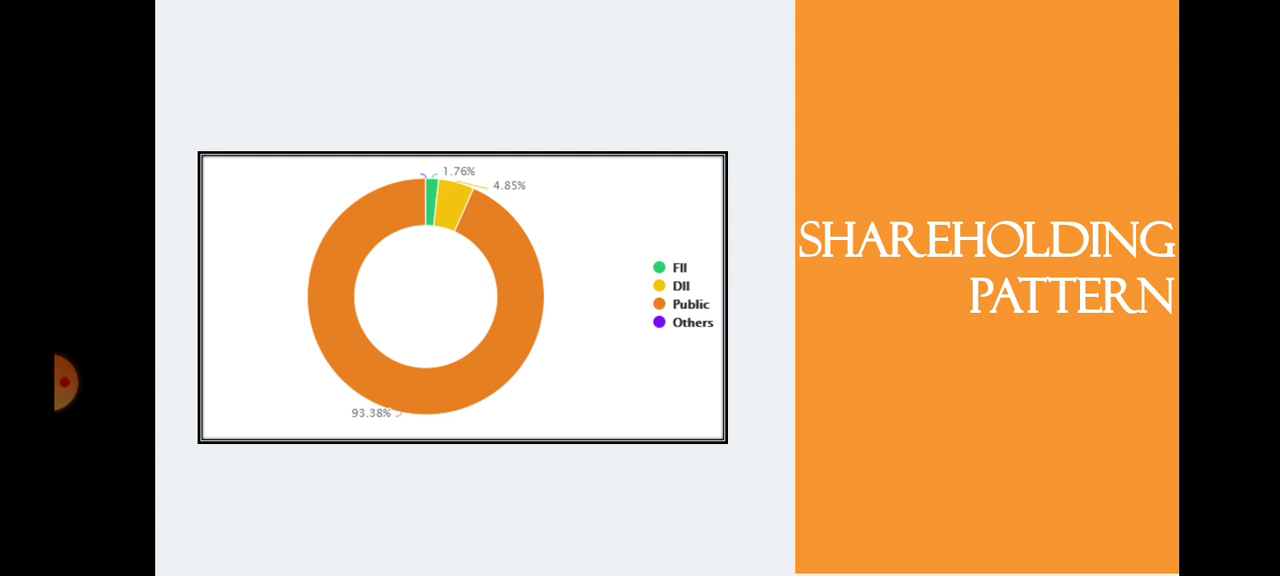 1.76%
4.85%
FII
DII
Public
Others
93.38%
SHAREHOLDING
PATTERN